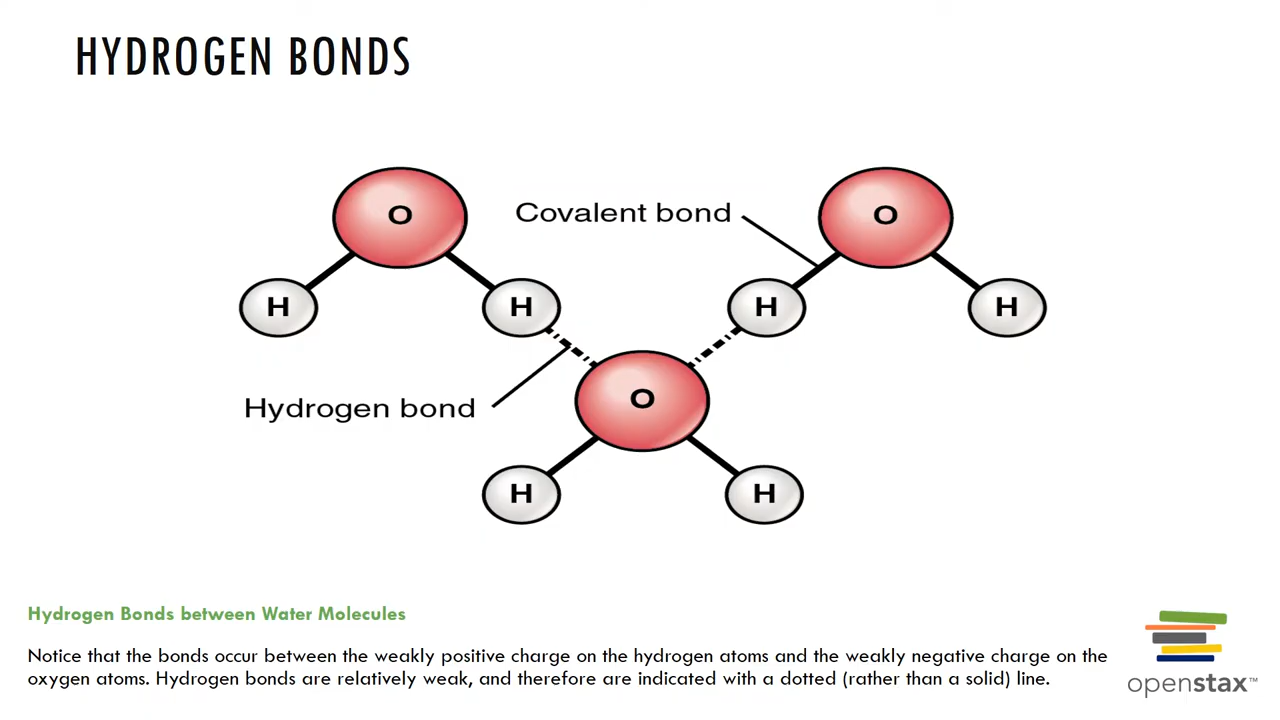 HYDROGEN BONDS
O
Covalent bond
O
H
H
H
H
O
Hydrogen bond
H
H
Hydrogen Bonds between Water Molecules
Notice that the bonds occur between the weakly positive charge on the hydrogen atoms and the weakly negative charge on the
oxygen atoms. Hydrogen bonds are relatively weak, and therefore are indicated with a dotted (rather than a solid) line.
openstax™